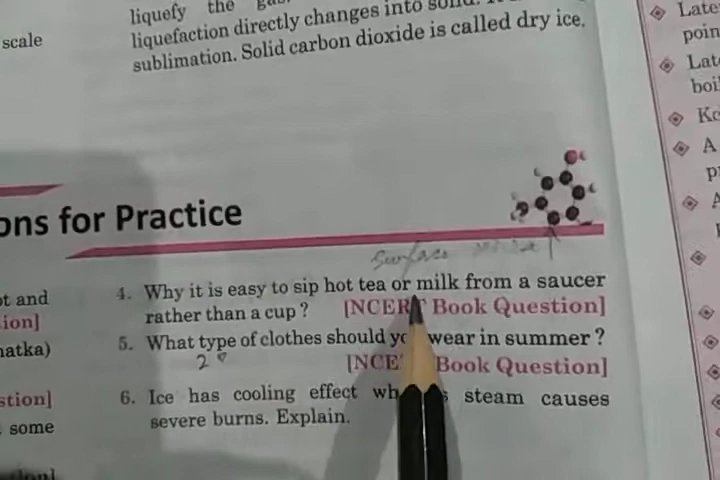 scale
liquefy the
liquefaction directly changes into solid.
sublimation. Solid carbon dioxide is called dry ice.
Late
poin
Lat
boi
Ke
A
p
A
ons for Practice
surface
ot and
ion]
natka)
stion]
some
4. Why it is easy to sip hot tea or milk from a saucer
rather than a cup ? [NCERT Book Question]
5. What type of clothes should yo wear in summer ?
2° [NCE Book Question]
6. Ice has cooling effect wh s steam causes
severe burns. Explain.